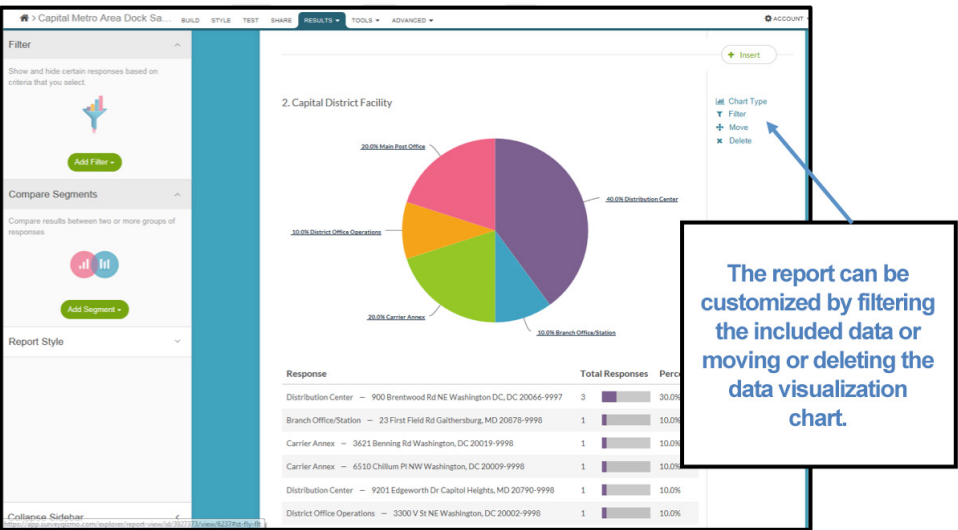 > Capital Metro Area Dock Sa... BUILD STYLE TEST SHARE RESULTS TOOLS ADVANCED ACCOUNT
Filter
Show and hide certain responses based on
criteria that you select.
Add Filter
Compare Segments
Compare results between two or more groups of
responses
Add Segment
Report Style
Collapse Sidebar
+ Insert
2. Capital District Facility
Chart Type
Filter
Move
Delete
20.0% Main Post Office
40.0% Distribution Center
10.0% District Office Operations
20.0% Carrier Annex
10.0% Branch Office/Station
Response Total Responses
Distribution Center – 900 Brentwood Rd NE Washington DC, DC 20066-9997 3 30.0%
Branch Office/Station – 23 First Field Rd Gaithersburg, MD 20878-9998 1 10.0%
Carrier Annex – 3621 Benning Rd Washington, DC 20019-9998 1 10.0%
Carrier Annex – 6510 Chillum Pl NW Washington, DC 20009-9998 1 10.0%
Distribution Center – 9201 Edgeworth Dr Capitol Heights, MD 20790-9998 1 10.0%
District Office Operations – 3300 V St NE Washington, DC 20002-9998 1 10.0%
The report can be
customized by filtering
the included data or
moving or deleting the
data visualization
chart.